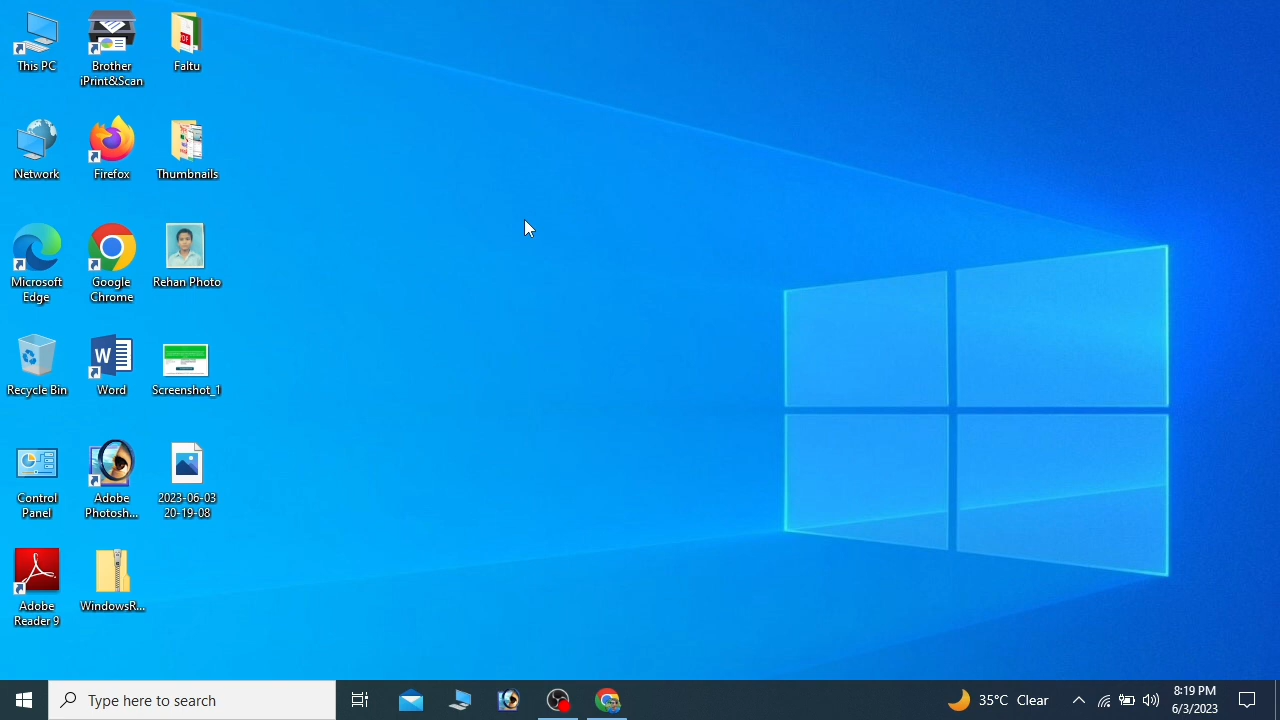 This PC
Brother
iPrint&Scan
Faltu
Network
Firefox
Thumbnails
Microsoft
Edge
Google
Chrome
Rehan Photo
Recycle Bin
Word
Screenshot_1
Control
Panel
Adobe
Photosh...
2023-06-03
20-19-08
Adobe
Reader 9
WindowsR...
Type here to search
35°C Clear
8:19 PM
6/3/2023